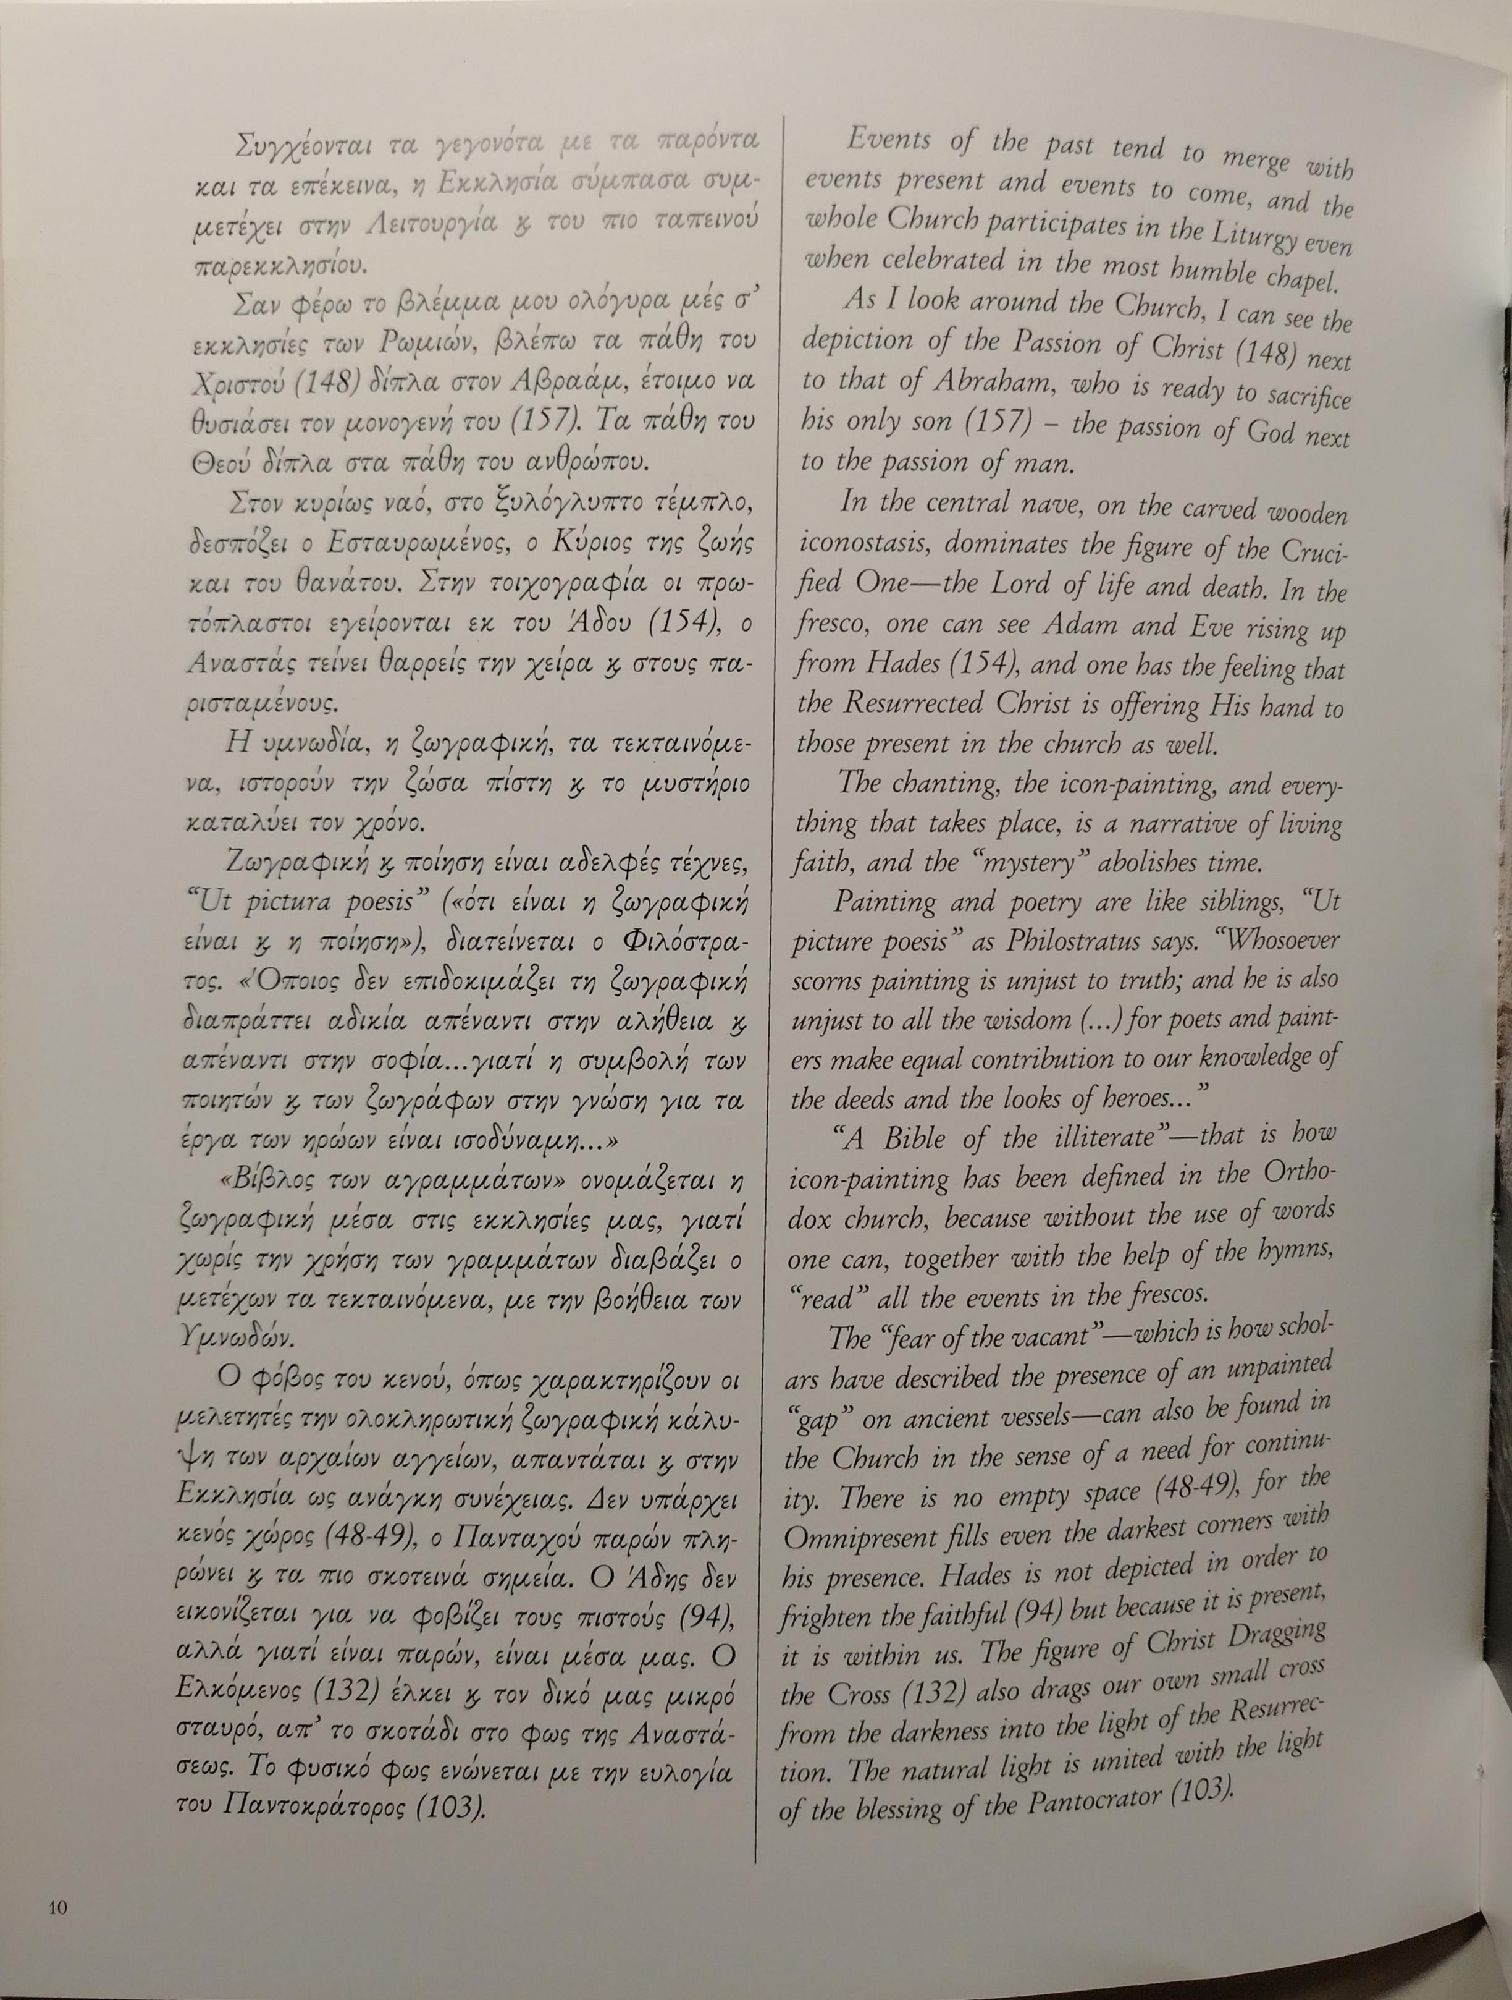 Συγχέονται τα γεγονότα με τα παρόντα
και τα επέκεινα, η Εκκλησία σύμπασα συμ-
μετέχει στην Λειτουργία ϗ του πιο ταπεινού
παρεκκλησίου.
Σαν φέρω το βλέμμα μου ολόγυρα μές σ’
εκκλησίες των Ρωμιών, βλέπω τα πάθη του
Χριστού (148) δίπλα στον Αβραάμ, έτοιμο να
θυσιάσει τον μονογενή του (157). Τα πάθη του
Θεού δίπλα στα πάθη του ανθρώπου.
Στον κυρίως ναό, στο ξυλόγλυπτο τέμπλο,
δεσπόζει ο Εσταυρωμένος, ο Κύριος της ζωής
και του θανάτου. Στην τοιχογραφία οι πρω-
τόπλαστοι εγείρονται εκ του Άδου (154), ο
Αναστάς τείνει θαρρείς την χείρα ϗ στους πα-
ρισταμένους.
Η υμνωδία, η ζωγραφική, τα τεκταινόμε-
να, ιστορούν την ζώσα πίστη ϗ το μυστήριο
καταλύει τον χρόνο.
Ζωγραφική ϗ ποίηση είναι αδελφές τέχνες,
“Ut pictura poesis” («ότι είναι η ζωγραφική
είναι ϗ η ποίηση»), διατείνεται ο Φιλόστρα-
τος. «Όποιος δεν επιδοκιμάζει τη ζωγραφική
διαπράττει αδικία απέναντι στην αλήθεια ϗ
απέναντι στην σοφία...γιατί η συμβολή των
ποιητών ϗ των ζωγράφων στην γνώση για τα
έργα των ηρώων είναι ισοδύναμη...»
«Βίβλος των αγραμμάτων» ονομάζεται η
ζωγραφική μέσα στις εκκλησίες μας, γιατί
χωρίς την χρήση των γραμμάτων διαβάζει ο
μετέχων τα τεκταινόμενα, με την βοήθεια των
Υμνωδών.
Ο φόβος του κενού, όπως χαρακτηρίζουν οι
μελετητές την ολοκληρωτική ζωγραφική κάλυ-
ψη των αρχαίων αγγείων, απαντάται ϗ στην
Εκκλησία ως ανάγκη συνέχειας. Δεν υπάρχει
κενός χώρος (48-49), ο Πανταχού παρών πλη-
ρώνει ϗ τα πιο σκοτεινά σημεία. Ο Άδης δεν
εικονίζεται για να φοβίζει τους πιστούς (94),
αλλά γιατί είναι παρών, είναι μέσα μας. Ο
Ελκόμενος (132) έλκει ϗ τον δικό μας μικρό
σταυρό, απ’ το σκοτάδι στο φως της Αναστά-
σεως. Το φυσικό φως ενώνεται με την ευλογία
του Παντοκράτορος (103).
Events of the past tend to merge with
events present and events to come, and the
whole Church participates in the Liturgy even
when celebrated in the most humble chapel.
As I look around the Church, I can see the
depiction of the Passion of Christ (148) next
to that of Abraham, who is ready to sacrifice
his only son (157) – the passion of God next
to the passion of man.
In the central nave, on the carved wooden
iconostasis, dominates the figure of the Cruci-
fied One—the Lord of life and death. In the
fresco, one can see Adam and Eve rising up
from Hades (154), and one has the feeling that
the Resurrected Christ is offering His hand to
those present in the church as well.
The chanting, the icon-painting, and every-
thing that takes place, is a narrative of living
faith, and the “mystery” abolishes time.
Painting and poetry are like siblings, “Ut
picture poesis” as Philostratus says. “Whosoever
scorns painting is unjust to truth; and he is also
unjust to all the wisdom (...) for poets and paint-
ers make equal contribution to our knowledge of
the deeds and the looks of heroes...”
“A Bible of the illiterate”—that is how
icon-painting has been defined in the Ortho-
dox church, because without the use of words
one can, together with the help of the hymns,
“read” all the events in the frescos.
The “fear of the vacant”—which is how schol-
ars have described the presence of an unpainted
“gap” on ancient vessels—can also be found in
the Church in the sense of a need for continu-
ity. There is no empty space (48-49), for the
Omnipresent fills even the darkest corners with
his presence. Hades is not depicted in order to
frighten the faithful (94) but because it is present,
it is within us. The figure of Christ Dragging
the Cross (132) also drags our own small cross
from the darkness into the light of the Resurrec-
tion. The natural light is united with the light
of the blessing of the Pantocrator (103).
10